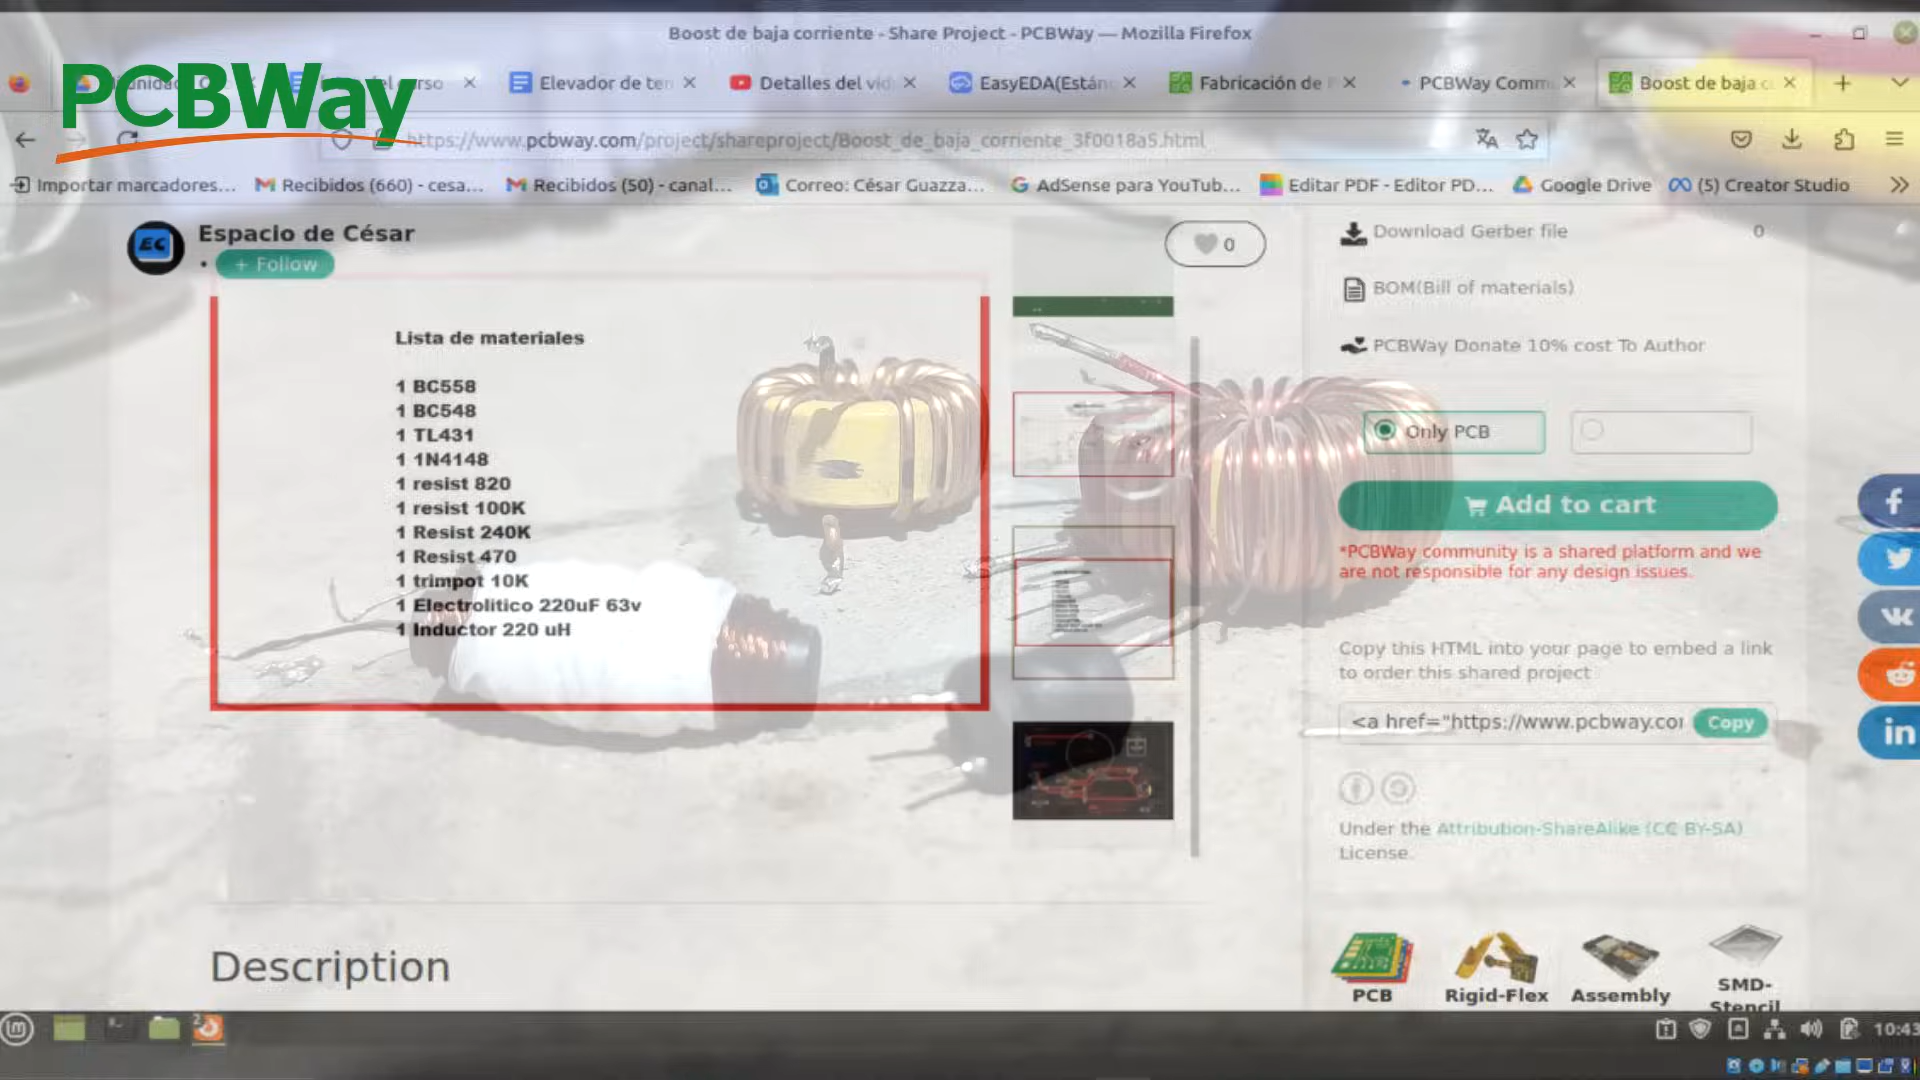 Boost de baja corriente - Share Project - PCBWay — Mozilla Firefox
PCBWay
Elevador de ten
Detalles del vid
EasyEDA(Están
Fabricación de
PCBWay Comm
Boost de baja c
https://www.pcbway.com/project/shareproject/Boost_de_baja_corriente_3f0018a5.html
Importar marcadores...
Recibidos (660) - cesa...
Recibidos (50) - canal...
Correo: César Guazza...
AdSense para YouTub...
Editar PDF - Editor PD...
Google Drive
(5) Creator Studio
EC
Espacio de César
+ Follow
0
Lista de materiales
1 BC558
1 BC548
1 TL431
1 1N4148
1 resist 820
1 resist 100K
1 Resist 240K
1 Resist 470
1 trimpot 10K
1 Electrolitico 220uF 63v
1 Inductor 220 uH
Description
Download Gerber file 0
BOM(Bill of materials)
PCBWay Donate 10% cost To Author
Only PCB
Add to cart
*PCBWay community is a shared platform and we
are not responsible for any design issues.
Copy this HTML into your page to embed a link
to order this shared project
<a href="https://www.pcbway.cor
Copy
Under the Attribution-ShareAlike (CC BY-SA)
License.
PCB
Rigid-Flex
Assembly
SMD-
Stencil
10:43